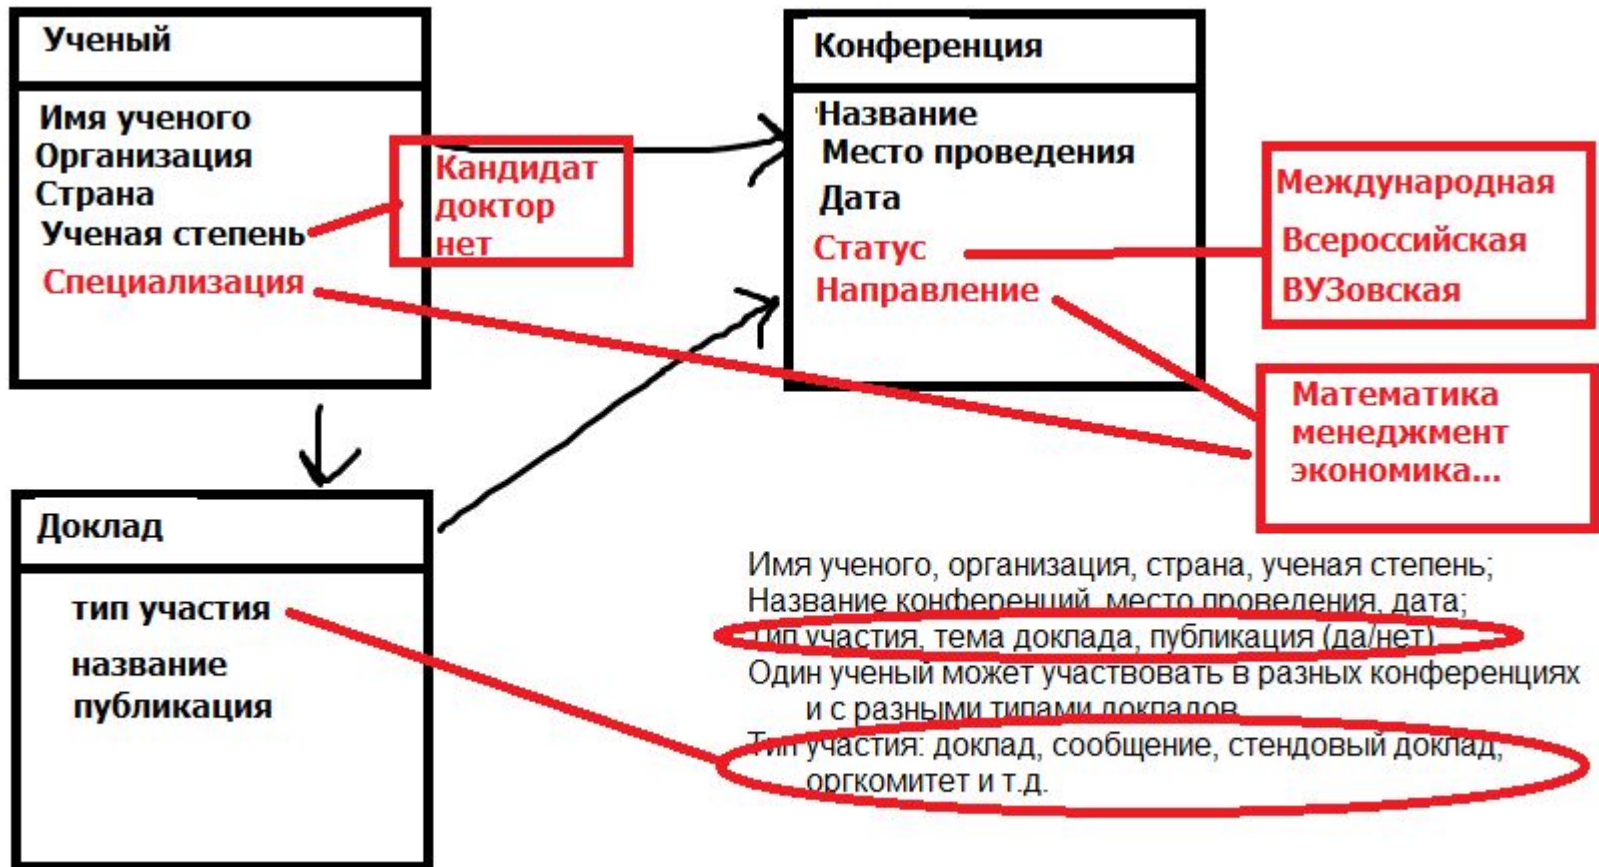 Ученый
Имя ученого
Организация
Страна
Ученая степень
Специализация
Кандидат
доктор
нет
Конференция
Название
Место проведения
Дата
Статус
Направление
Международная
Всероссийская
ВУЗовская
Математика
менеджмент
экономика...
Доклад
тип участия
название
публикация
Имя ученого, организация, страна, ученая степень;
Название конференций, место проведения, дата;
Тип участия, тема доклада, публикация (да/нет)
Один ученый может участвовать в разных конференциях
и с разными типами докладов
Тип участия: доклад, сообщение, стендовый доклад,
оргкомитет и т.д.